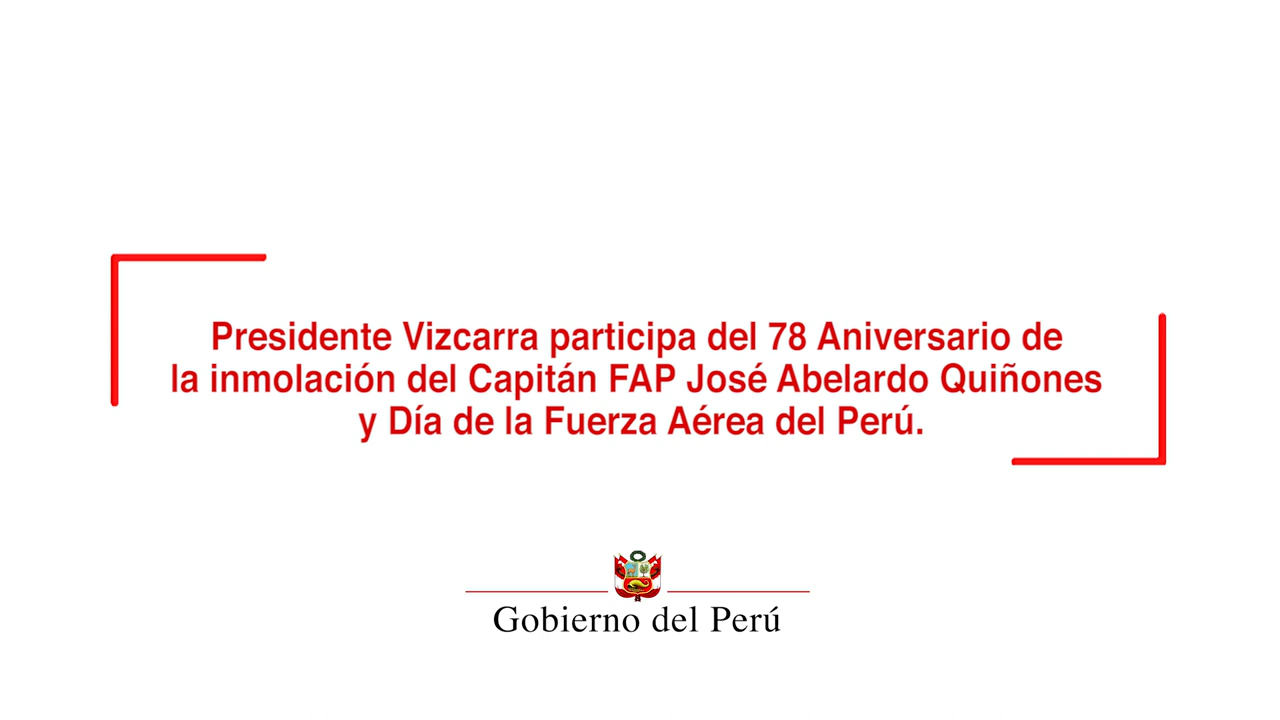 Presidente Vizcarra participa del 78 Aniversario de
la inmolación del Capitán FAP José Abelardo Quiñones
y Día de la Fuerza Aérea del Perú.
Gobierno del Perú